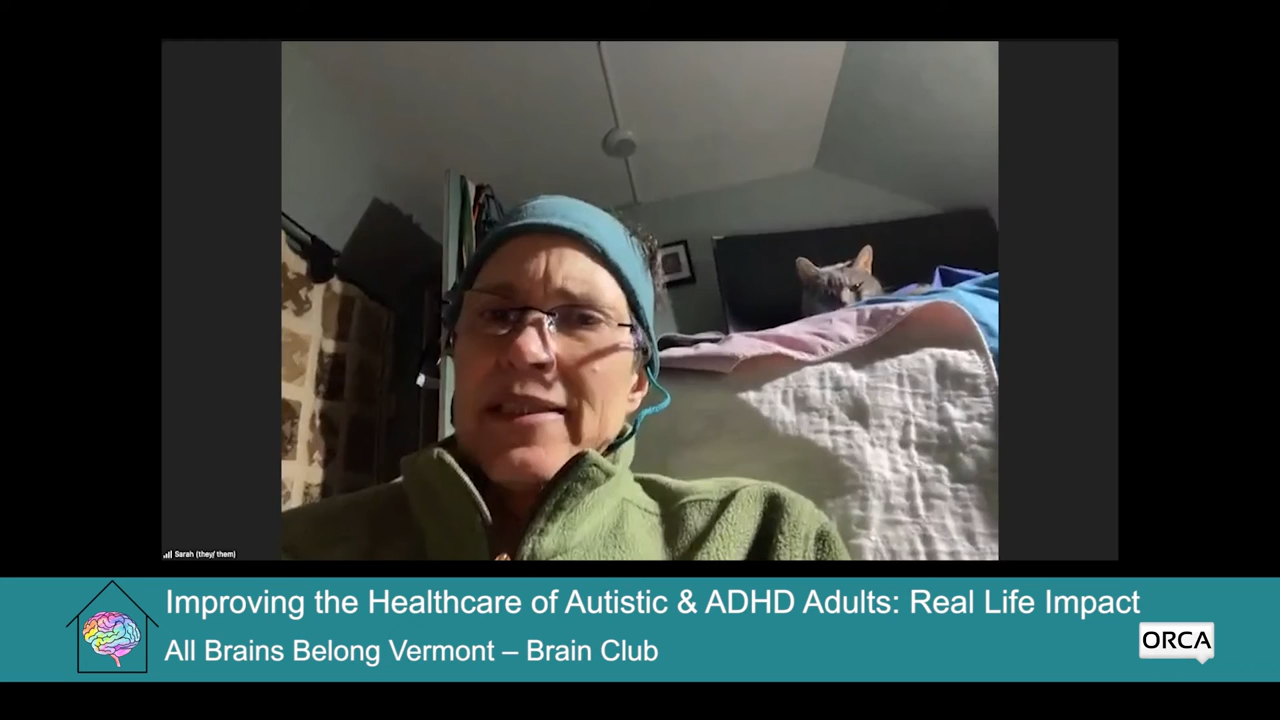 Sarah (they/ them)
Improving the Healthcare of Autistic & ADHD Adults: Real Life Impact
All Brains Belong Vermont – Brain Club
ORCA